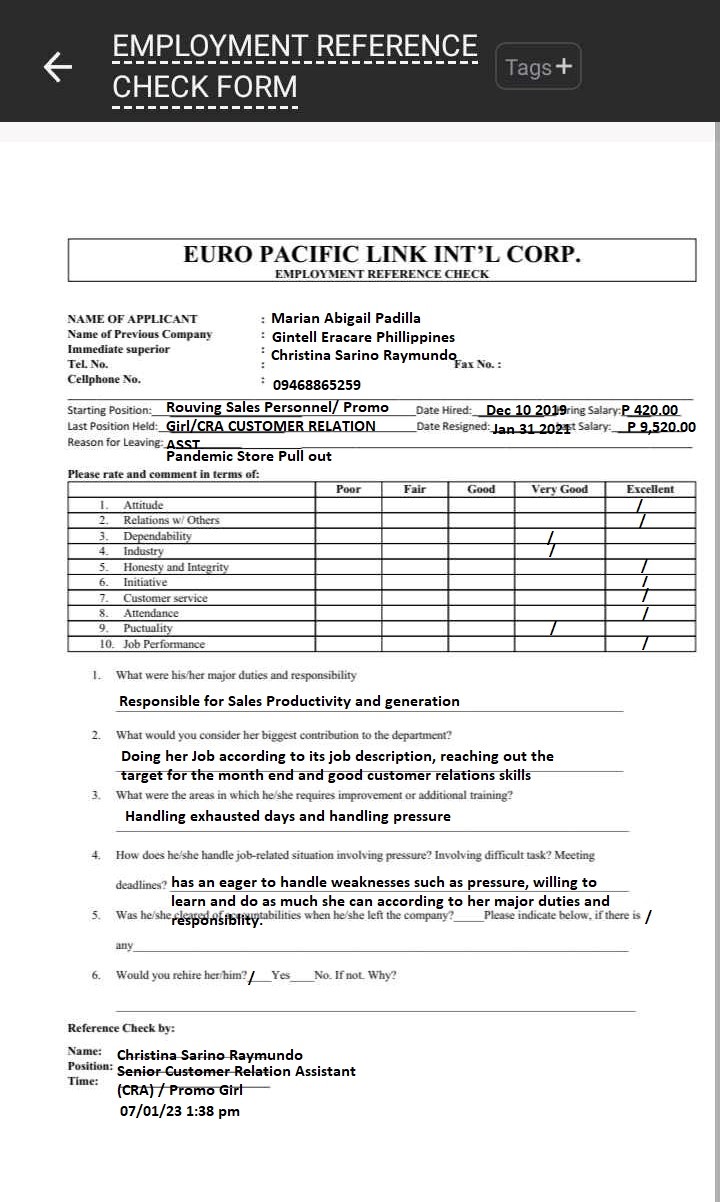 EMPLOYMENT REFERENCE
CHECK FORM
Tags+
EURO PACIFIC LINK INT'L CORP.
EMPLOYMENT REFERENCE CHECK
NAME OF APPLICANT : Marian Abigail Padilla
Name of Previous Company : Gintell Eracare Phillippines
Immediate superior : Christina Sarino Raymundo
Tel. No. : Fax No. :
Cellphone No. : 09468865259
Starting Position: Rouving Sales Personnel/ Promo Date Hired: Dec 10 2019 ring Salary: P 420.00
Last Position Held: Girl/CRA CUSTOMER RELATION Date Resigned: Jan 31 2021 Salary: P 9,520.00
Reason for Leaving: ASST
Pandemic Store Pull out
Please rate and comment in terms of:
Poor Fair Good Very Good Excellent
1. Attitude /
2. Relations w/ Others /
3. Dependability /
4. Industry /
5. Honesty and Integrity /
6. Initiative /
7. Customer service /
8. Attendance /
9. Puctuality /
10. Job Performance /
1. What were his/her major duties and responsibility
Responsible for Sales Productivity and generation
2. What would you consider her biggest contribution to the department?
Doing her Job according to its job description, reaching out the
target for the month end and good customer relations skills
3. What were the areas in which he/she requires improvement or additional training?
Handling exhausted days and handling pressure
4. How does he/she handle job-related situation involving pressure? Involving difficult task? Meeting
deadlines? has an eager to handle weaknesses such as pressure, willing to
learn and do as much she can according to her major duties and
responsiblity.
5. Was he/she cleared of accountabilities when he/she left the company?____Please indicate below, if there is /
any
6. Would you rehire her/him? /__Yes___No. If not. Why?
Reference Check by:
Name: Christina Sarino Raymundo
Position: Senior Customer Relation Assistant
Time: (CRA) / Promo Girl
07/01/23 1:38 pm